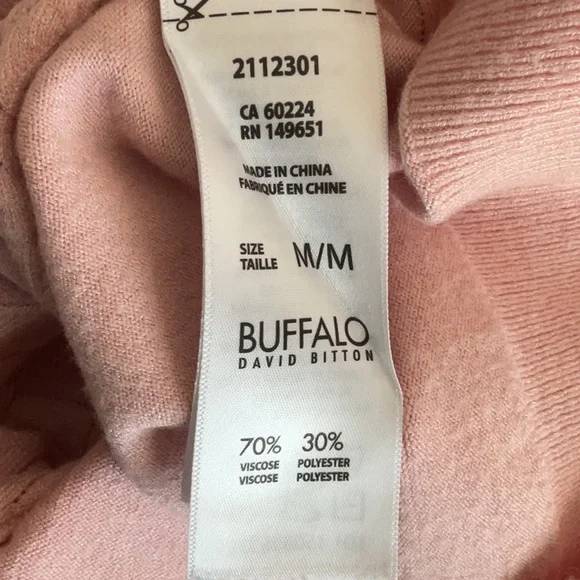 2112301
CA 60224
RN 149651
MADE IN CHINA
FABRIQUÉ EN CHINE
SIZE
TAILLE M/M
BUFFALO
DAVID BITTON
70% 30%
VISCOSE POLYESTER
VISCOSE POLYESTER